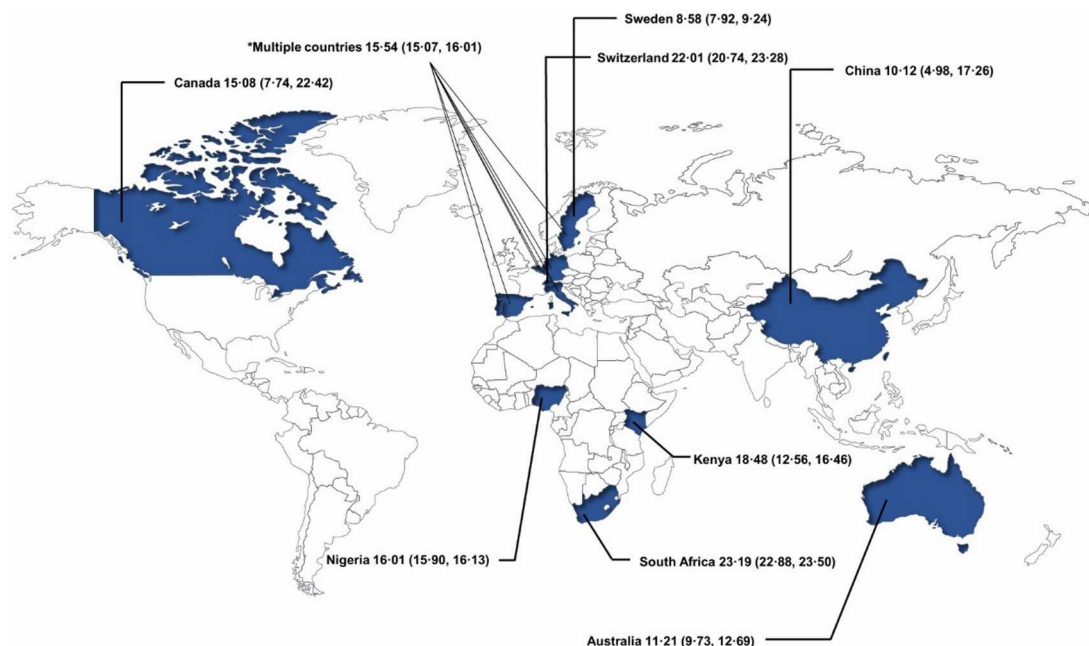 Sweden 8·58 (7·92, 9·24)
*Multiple countries 15·54 (15·07, 16·01)
Switzerland 22·01 (20·74, 23·28)
China 10·12 (4·98, 17·26)
Canada 15·08 (7·74, 22·42)
Kenya 18·48 (12·56, 16·46)
Nigeria 16·01 (15·90, 16·13)
South Africa 23·19 (22·88, 23·50)
Australia 11·21 (9·73, 12·69)